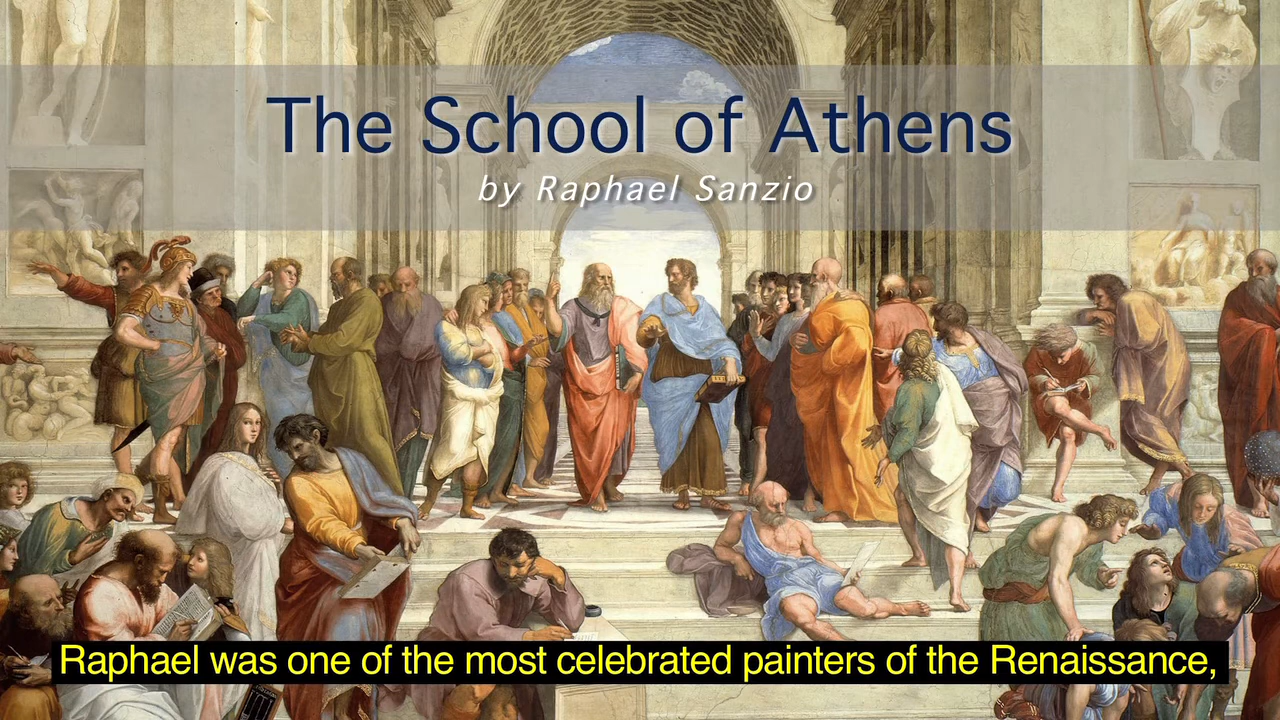 The School of Athens
by Raphael Sanzio
Raphael was one of the most celebrated painters of the Renaissance,